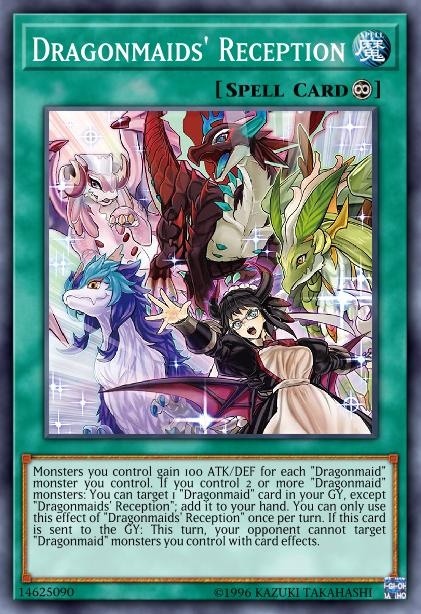 DRAGONMAIDS' RECEPTION
SPELL
魔
[SPELL CARD]
Monsters you control gain 100 ATK/DEF for each "Dragonmaid"
monster you control. If you control 2 or more "Dragonmaid"
monsters: You can target 1 "Dragonmaid" card in your GY, except
"Dragonmaids' Reception"; add it to your hand. You can only use
this effect of "Dragonmaids' Reception" once per turn. If this card
is sent to the GY: This turn, your opponent cannot target
"Dragonmaid" monsters you control with card effects.
14625090
©1996 KAZUKI TAKAHASHI